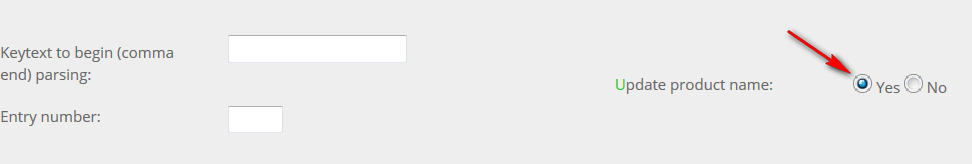 Keytext to begin (comma
end) parsing:
Update product name:
Yes No
Entry number: